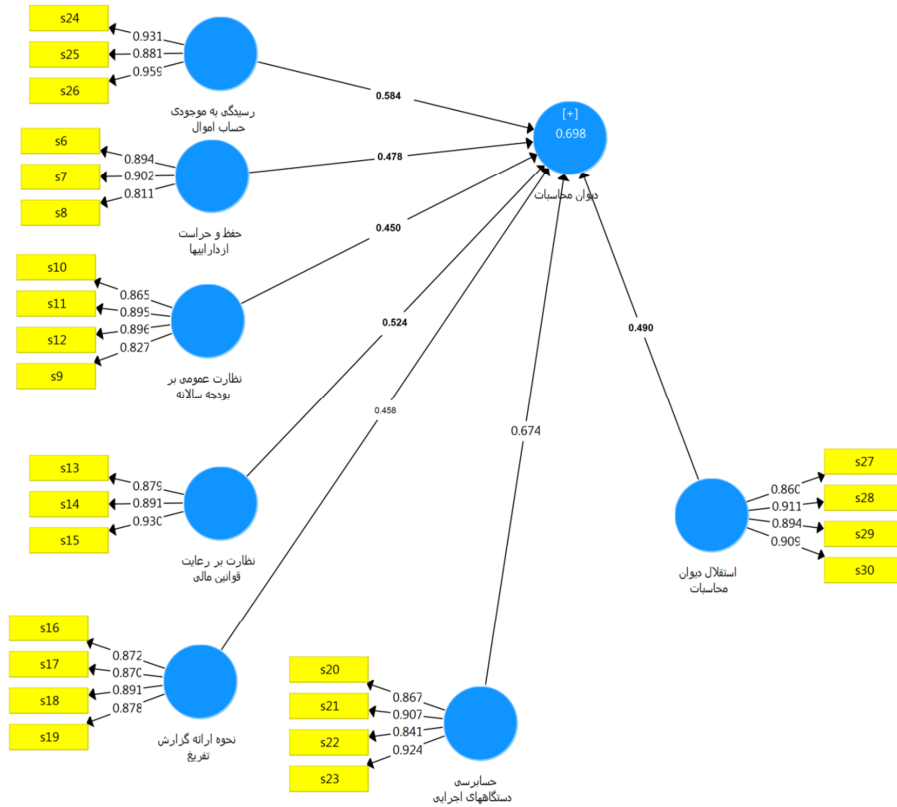 s24
s25
s26
0.931
0.881
0.959
رسیدگی به موجودی
حساب اموال
0.584
[+]
0.698
دیوان محاسبات
s6
s7
s8
0.894
0.902
0.811
حفظ و حراست
ازداراییها
0.478
s10
s11
s12
s9
0.865
0.895
0.896
0.827
نظارت عمومی بر
بودجه سالانه
0.450
s13
s14
s15
0.879
0.891
0.930
نظارت بر رعایت
قوانین مالی
0.524
s16
s17
s18
s19
0.872
0.870
0.891
0.878
نحوه ارائه گزارش
تفریغ
0.458
s20
s21
s22
s23
0.867
0.907
0.841
0.924
حسابرسی
دستگاههای اجرایی
0.674
0.490
s27
s28
s29
s30
0.860
0.911
0.894
0.909
استقلال دیوان
محاسبات